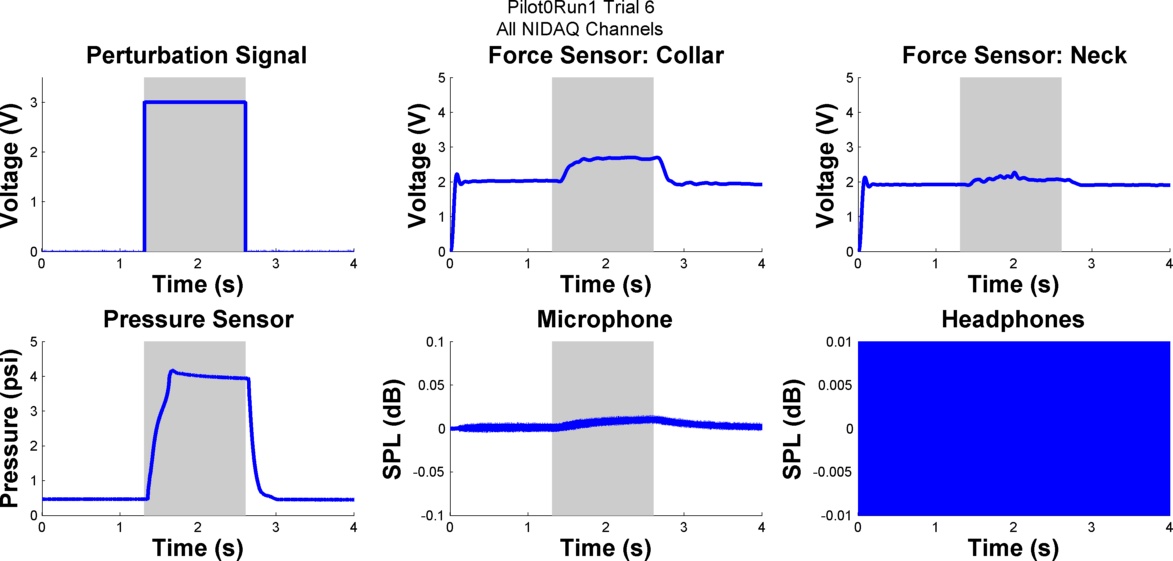 Pilot0Run1 Trial 6
All NIDAQ Channels
Perturbation Signal
Voltage (V)
3
2
1
0
0 1 2 3 4
Time (s)
Force Sensor: Collar
Voltage (V)
5
4
3
2
1
0
0 1 2 3 4
Time (s)
Force Sensor: Neck
Voltage (V)
5
4
3
2
1
0
0 1 2 3 4
Time (s)
Pressure Sensor
Pressure (psi)
5
4
3
2
1
0
0 1 2 3 4
Time (s)
Microphone
SPL (dB)
0.1
0.05
0
-0.05
-0.1
0 1 2 3 4
Time (s)
Headphones
SPL (dB)
0.01
0.005
0
-0.005
-0.01
0 1 2 3 4
Time (s)